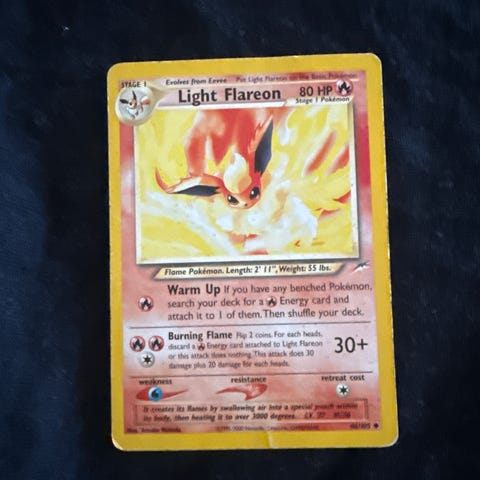 STAGE 1 Evolves from Eevee Put Light Flareon on the Basic Pokémon
Light Flareon 80 HP
Stage 1 Pokémon
Flame Pokémon. Length: 2' 11", Weight: 55 lbs.
Warm Up If you have any benched Pokémon,
search your deck for a Energy card and
attach it to 1 of them. Then shuffle your deck.
Burning Flame Flip 2 coins. For each heads,
discard a Energy card attached to Light Flareon
or this attack does nothing. This attack does 30
damage plus 20 damage for each heads.
30+
weakness resistance retreat cost
It creates its flames by swallowing air into a special pouch within
its body, then heating it to over 3000 degrees. LV.
Illus.
46/105